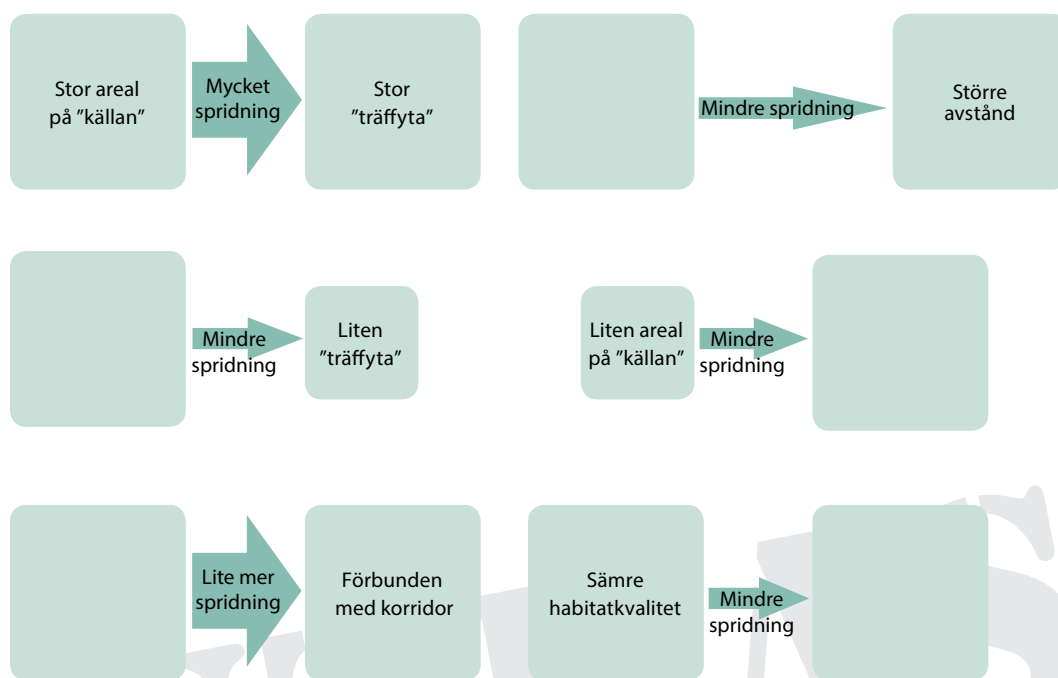 Stor areal
på ”källan”
Mycket
spridning
Stor
”träffyta”
Mindre spridning
Större
avstånd
Mindre
spridning
Liten
”träffyta”
Liten areal
på ”källan”
Mindre
spridning
Lite mer
spridning
Förbunden
med korridor
Sämre
habitatkvalitet
Mindre
spridning